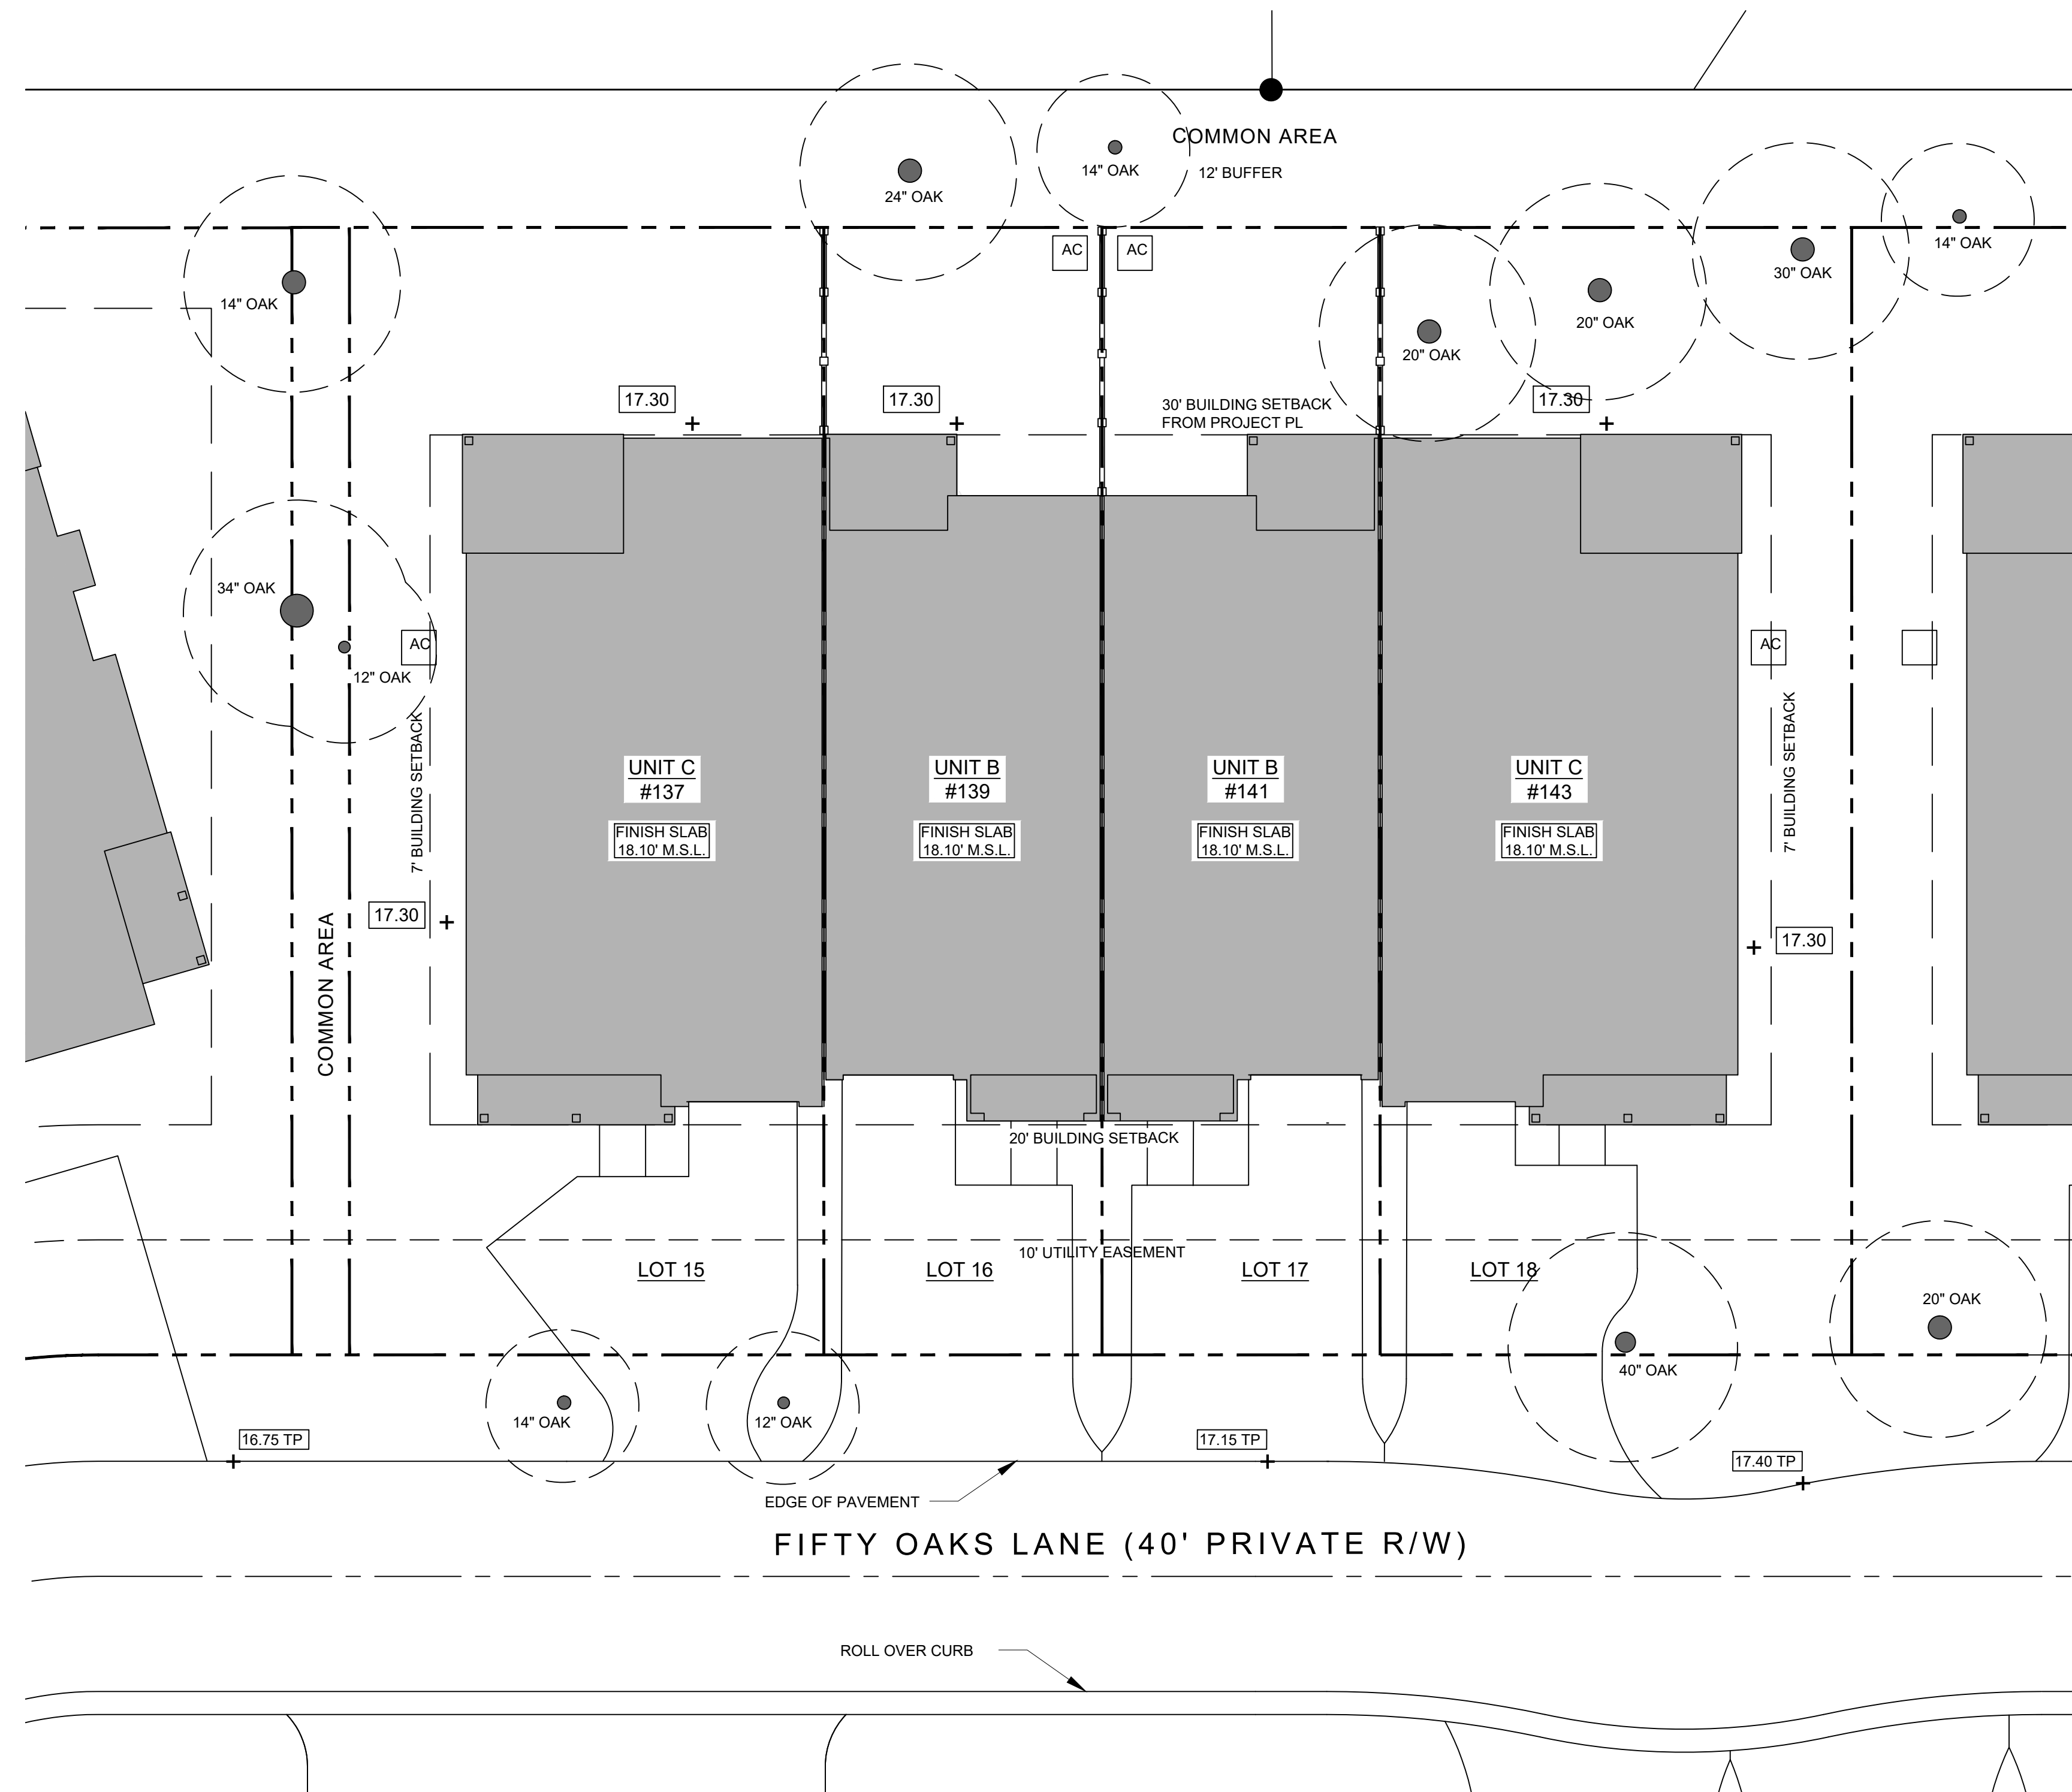 COMMON AREA
14" OAK
12' BUFFER
24" OAK
14" OAK
30" OAK
AC
AC
14" OAK
20" OAK
20" OAK
17.30
17.30
30' BUILDING SETBACK
FROM PROJECT PL
17.30
34" OAK
12" OAK
AC
AC
7' BUILDING SETBACK
7' BUILDING SETBACK
UNIT C
#137
FINISH SLAB
18.10' M.S.L.
UNIT B
#139
FINISH SLAB
18.10' M.S.L.
UNIT B
#141
FINISH SLAB
18.10' M.S.L.
UNIT C
#143
FINISH SLAB
18.10' M.S.L.
17.30
17.30
COMMON AREA
20' BUILDING SETBACK
10' UTILITY EASEMENT
LOT 15
LOT 16
LOT 17
LOT 18
20" OAK
40" OAK
14" OAK
12" OAK
16.75 TP
17.15 TP
17.40 TP
EDGE OF PAVEMENT
FIFTY OAKS LANE (40' PRIVATE R/W)
ROLL OVER CURB